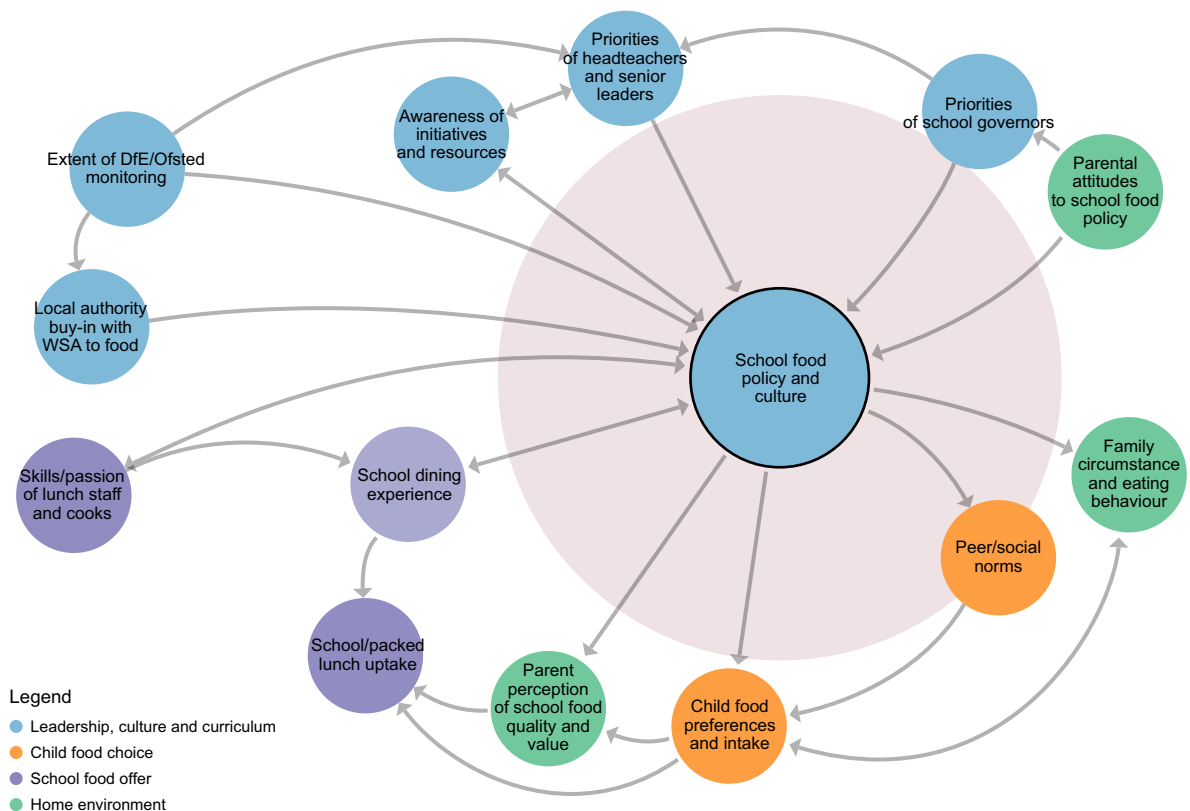 Priorities
of headteachers
and senior
leaders
Awareness of
initiatives
and resources
Priorities
of school governors
Extent of DfE/Ofsted
monitoring
Parental
attitudes
to school food
policy
Local authority
buy-in with
WSA to food
School food
policy and
culture
Skills/passion
of lunch staff
and cooks
School dining
experience
Family
circumstance
and eating
behaviour
Peer/social
norms
School/packed
lunch uptake
Parent
perception
of school food
quality and
value
Child food
preferences
and intake
Legend
Leadership, culture and curriculum
Child food choice
School food offer
Home environment